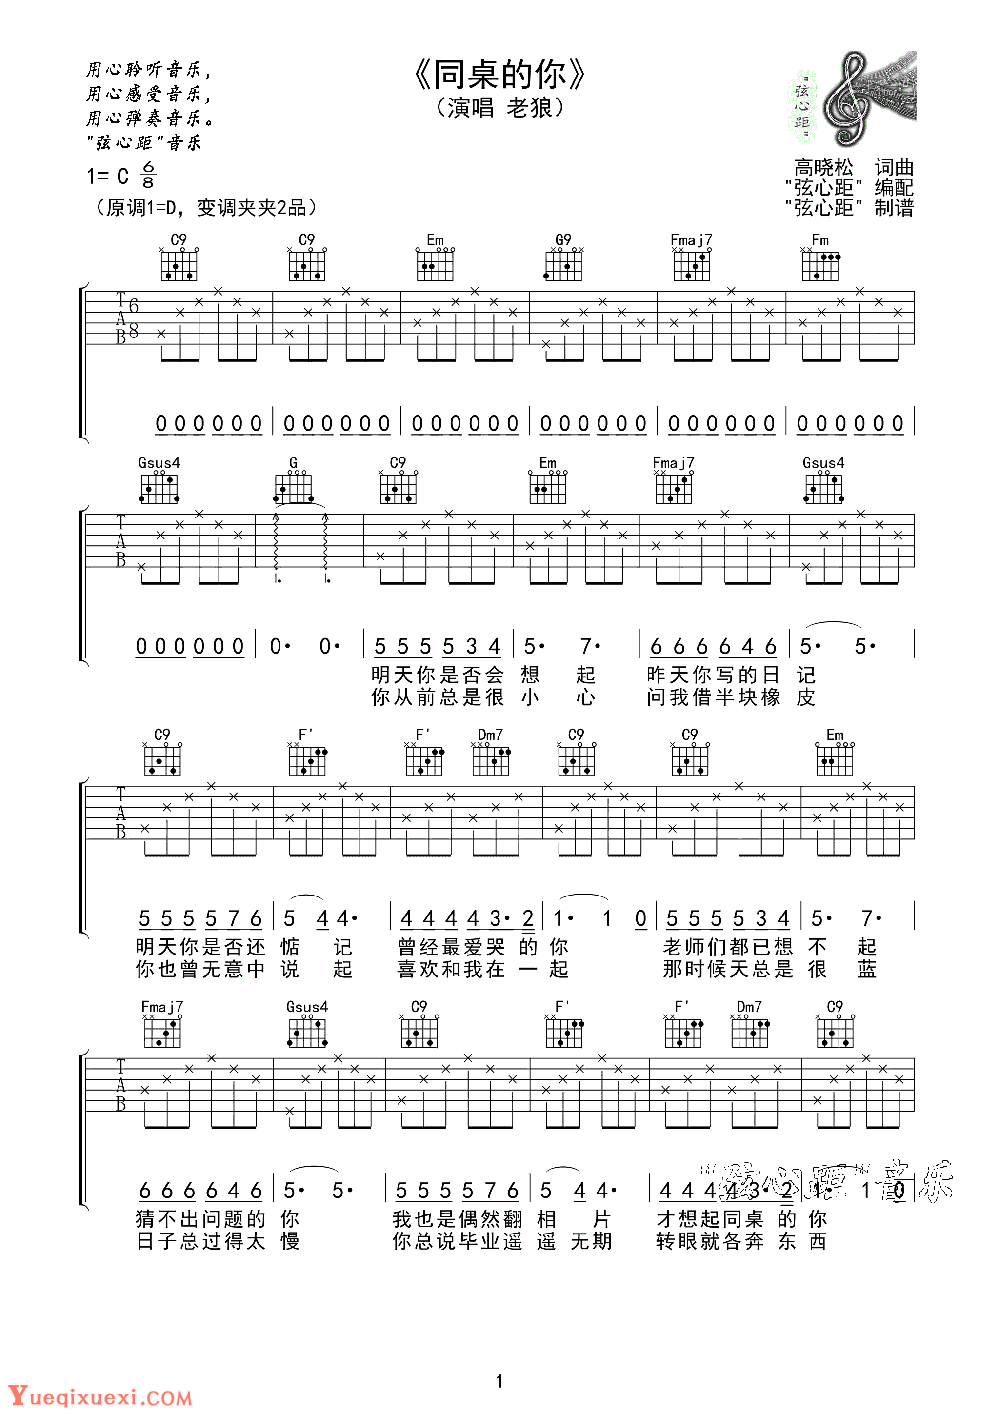 用心聆听音乐，
用心感受音乐，
用心弹奏音乐。
"弦心距"音乐
《同桌的你》
（演唱 老狼）
"弦心距"
1= C 6/8
（原调1=D，变调夹夹2品）
高晓松 词曲
"弦心距" 编配
"弦心距" 制谱
C9 C9 Em G9 Fmaj7 Fm
T A B 6 8
0 0 0 0 0 0 | 0 0 0 0 0 0 | 0 0 0 0 0 0 | 0 0 0 0 0 0 | 0 0 0 0 0 0 | 0 0 0 0 0 0
Gsus4 G C9 Em Fmaj7 Gsus4
T A B
0 0 0 0 0 0 | 0· 0· | 5 5 5 5 3 4 | 5· 7· | 6 6 6 6 4 6 | 5· 5·
明天你是否会 想 起 昨天你写的日 记
你从前总是很 小 心 问我借半块橡 皮
C9 F' F' Dm7 C9 C9 Em
T A B
5 5 5 5 7 6 | 5 4 4· | 4 4 4 4 3· 2 | 1· 1 0 | 5 5 5 5 3 4 | 5· 7·
明天你是否还 惦 记 曾经最爱哭 的 你 老师们都已想 不 起
你也曾无意中 说 起 喜欢和我在 一 起 那时候天总是 很 蓝
Fmaj7 Gsus4 C9 F' F' Dm7 C9
T A B
6 6 6 6 4 6 | 5· 5· | 5 5 5 5 7 6 | 5 4 4· | 4 4 4 4 3· 2 | 1· 1 0
"弦心距" 音乐
猜不出问题的 你 我也是偶然翻 相 片 才想起同桌 的 你
日子总过得太 慢 你总说毕业遥 遥 无期 转眼就各奔 东 西
1
Yueqixuexi.com